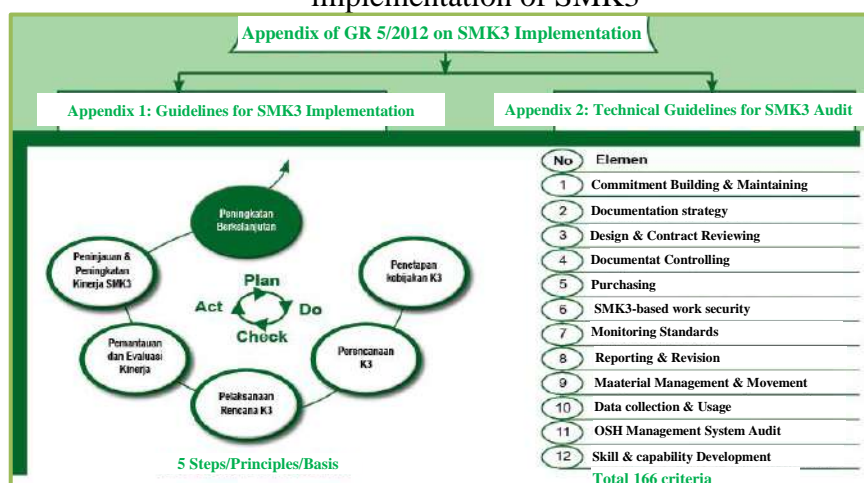 Implementation of SMK3
Appendix of GR 5/2012 on SMK3 Implementation
Appendix 1: Guidelines for SMK3 Implementation
Appendix 2: Technical Guidelines for SMK3 Audit
Peningkatan
Berkelanjutan
Peninjauan &
Peningkatan
Kinerja SMK3
Pemantauan
dan Evaluasi
Kinerja
Pelaksanaan
Rencana K3
Perencanaan
K3
Penetapan
kebijakan K3
Plan
Do
Check
Act
5 Steps/Principles/Basis
No Elemen
1 Commitment Building & Maintaining
2 Documentation strategy
3 Design & Contract Reviewing
4 Documentat Controlling
5 Purchasing
6 SMK3-based work security
7 Monitoring Standards
8 Reporting & Revision
9 Maaterial Management & Movement
10 Data collection & Usage
11 OSH Management System Audit
12 Skill & capability Development
Total 166 criteria